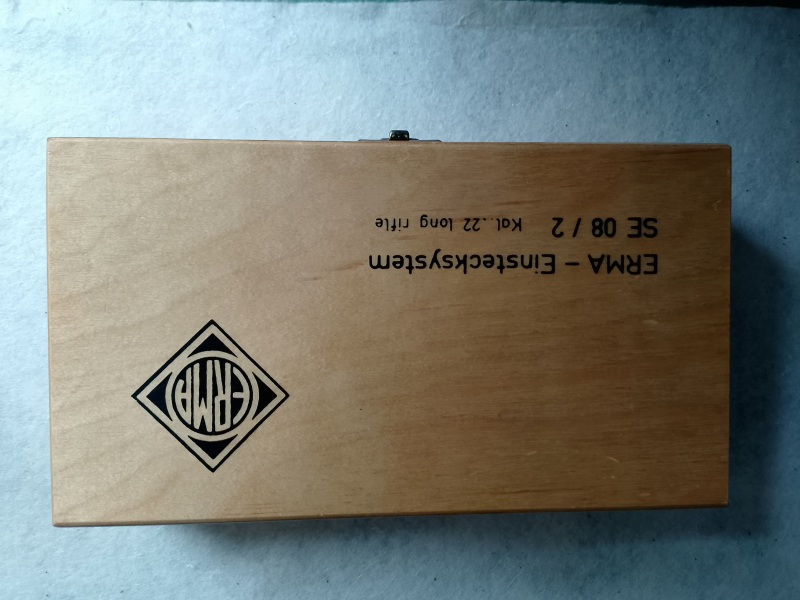 ERMA – Einstecksystem
SE 08 / 2 Kal. .22 long rifle
ERMA